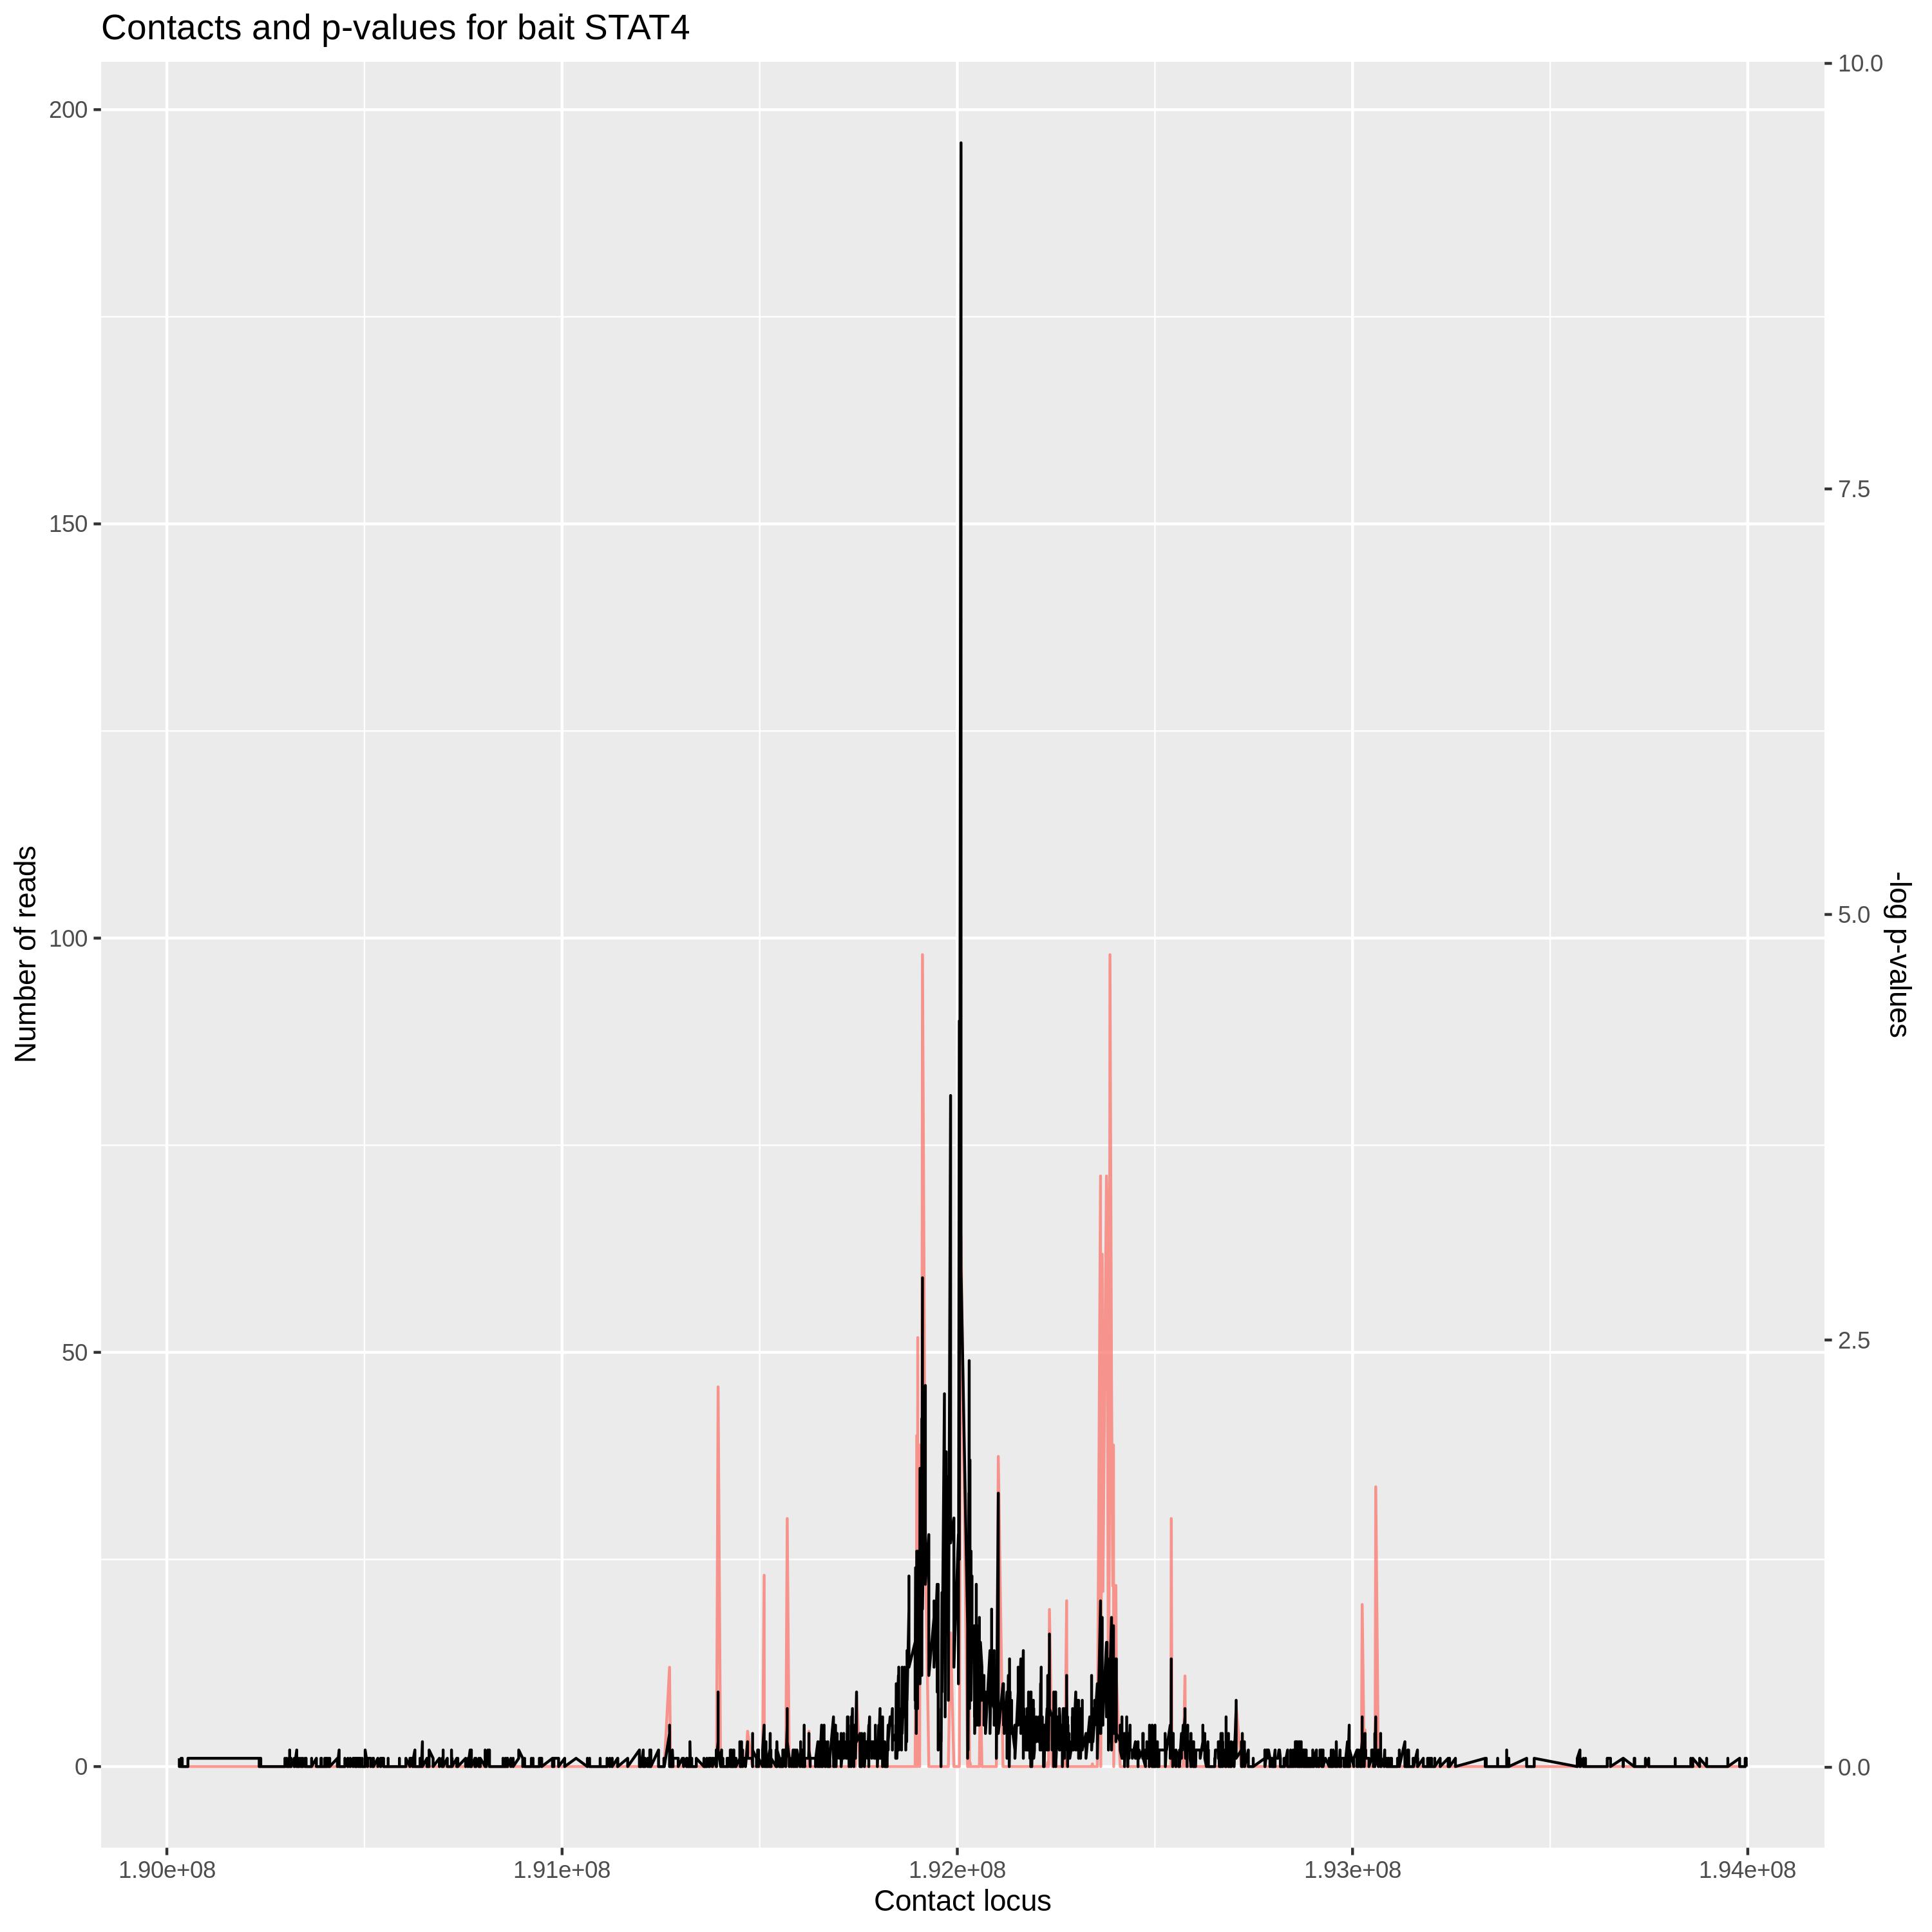 Contacts and p-values for bait STAT4
200
150
100
50
0
Number of reads
10.0
7.5
5.0
2.5
0.0
-log p-values
1.90e+08
1.91e+08
1.92e+08
1.93e+08
1.94e+08
Contact locus